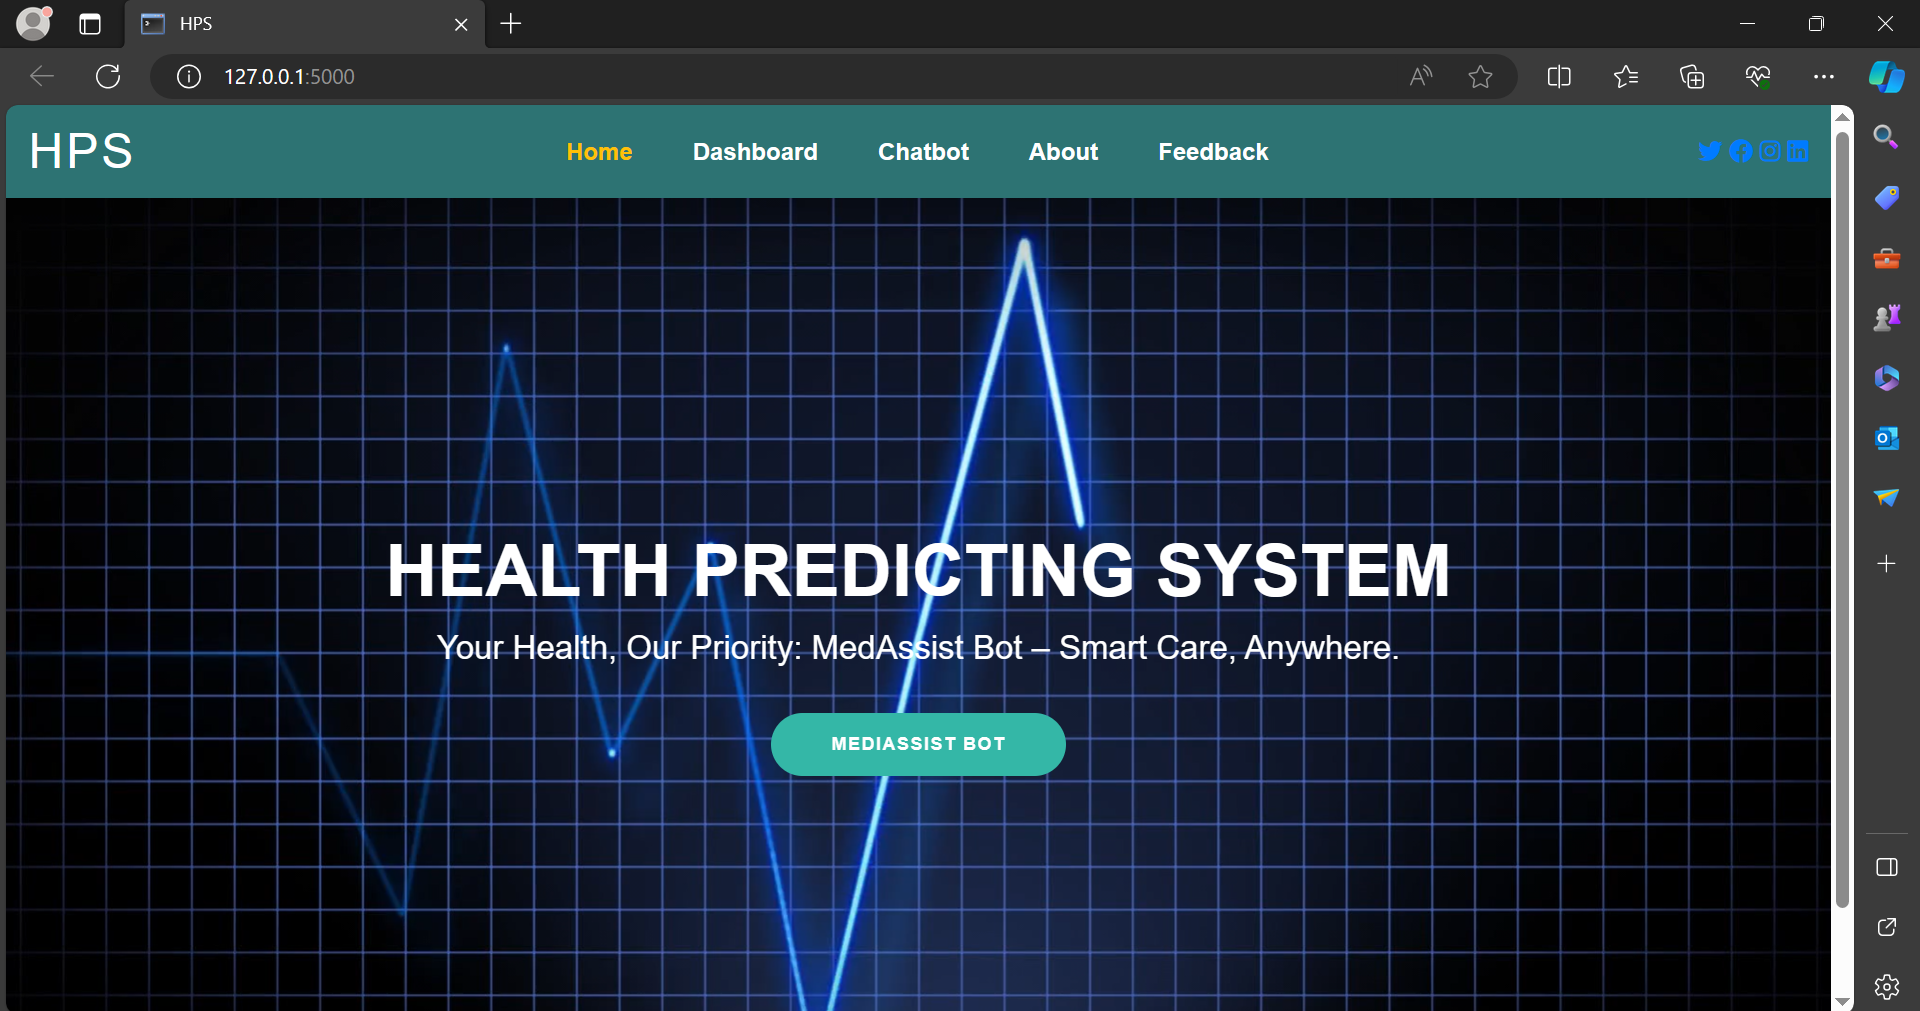 HPS
127.0.0.1:5000
HPS
Home Dashboard Chatbot About Feedback
HEALTH PREDICTING SYSTEM
Your Health, Our Priority: MedAssist Bot – Smart Care, Anywhere.
MEDIASSIST BOT